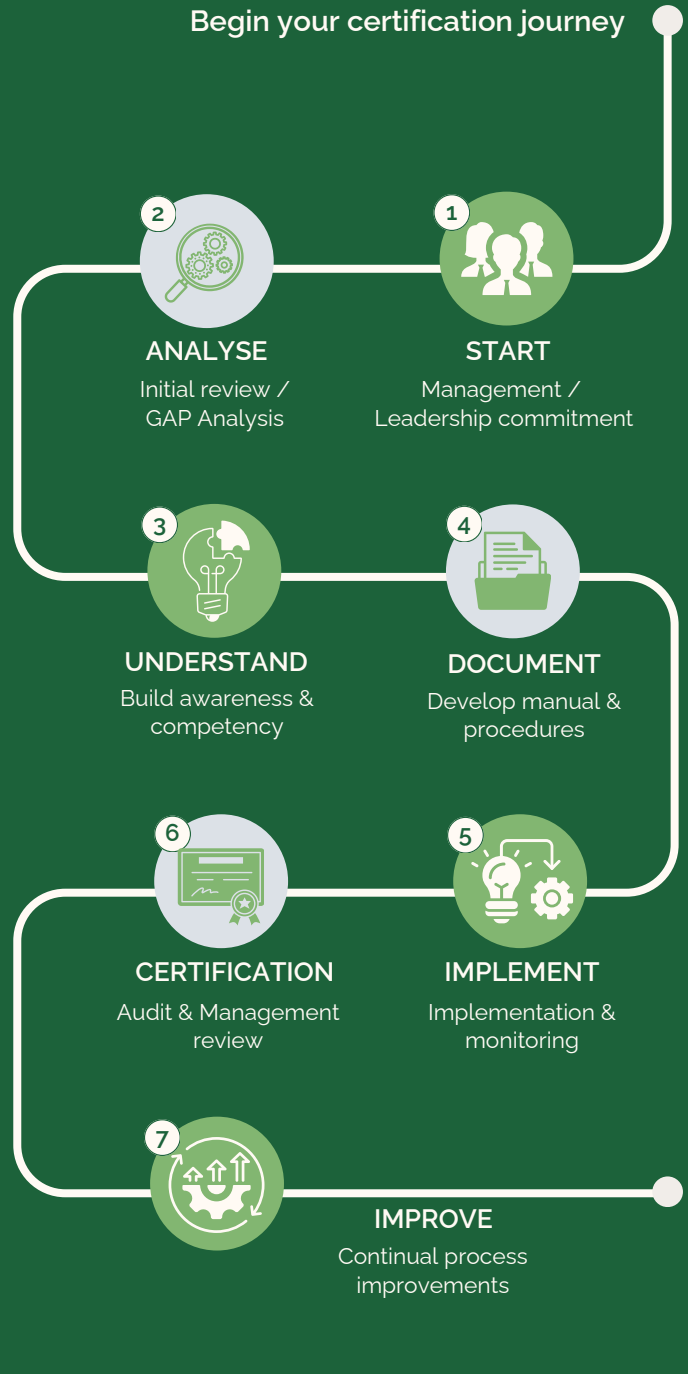 Begin your certification journey
1
START
Management /
Leadership commitment
2
ANALYSE
Initial review /
GAP Analysis
3
UNDERSTAND
Build awareness &
competency
4
DOCUMENT
Develop manual &
procedures
5
IMPLEMENT
Implementation &
monitoring
6
CERTIFICATION
Audit & Management
review
7
IMPROVE
Continual process
improvements